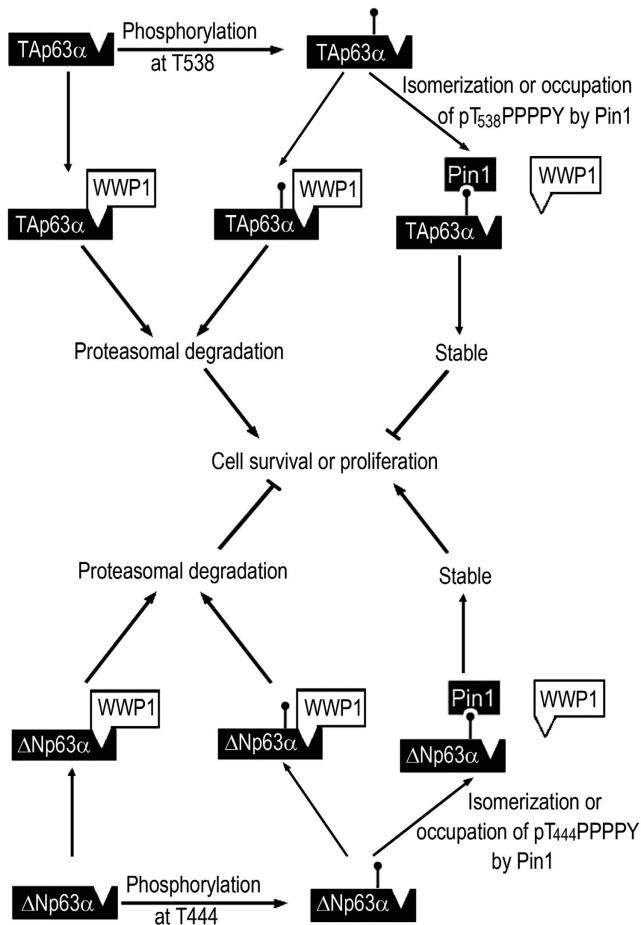 TAp63α
Phosphorylation
at T538
TAp63α
Isomerization or occupation
of pT538PPPPY by Pin1
WWP1
TAp63α
WWP1
TAp63α
Pin1
TAp63α
WWP1
Proteasomal degradation
Stable
Cell survival or proliferation
Proteasomal degradation
Stable
WWP1
ΔNp63α
WWP1
ΔNp63α
Pin1
ΔNp63α
WWP1
Isomerization or
occupation of pT444PPPPY
by Pin1
ΔNp63α
Phosphorylation
at T444
ΔNp63α